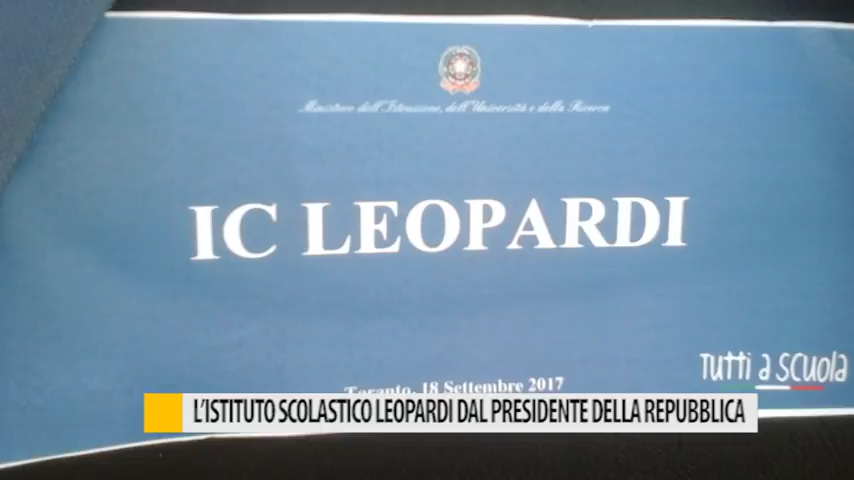 Ministero dell'Istruzione, dell'Università e della Ricerca
IC LEOPARDI
Taranto, 18 Settembre 2017
Tutti a scuola
L'ISTITUTO SCOLASTICO LEOPARDI DAL PRESIDENTE DELLA REPUBBLICA